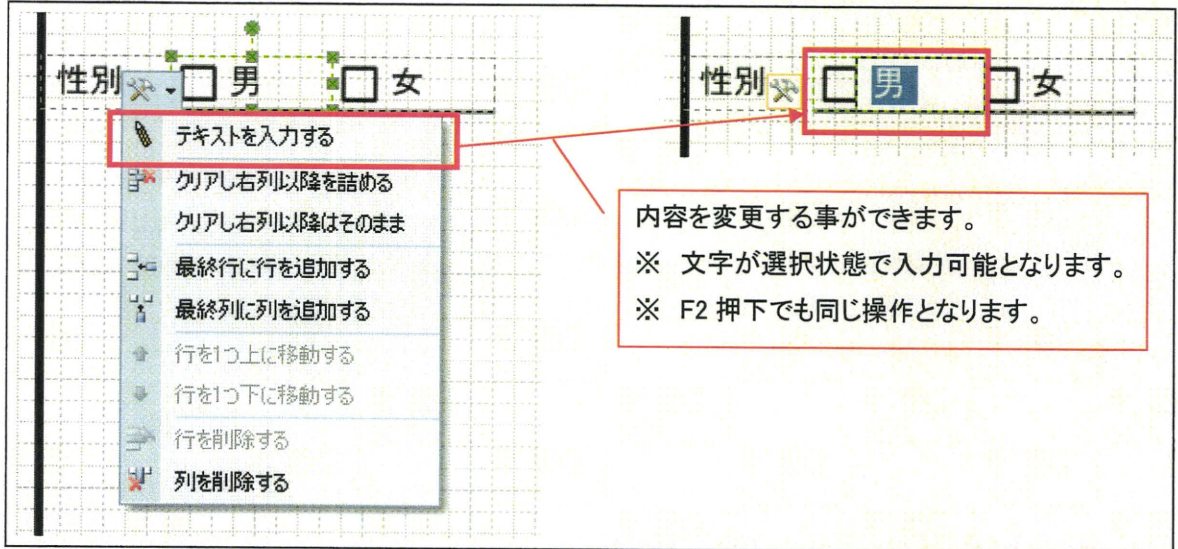 性別 男 女
テキストを入力する
クリアし右列以降を詰める
クリアし右列以降はそのまま
最終行に行を追加する
最終列に列を追加する
行を1つ上に移動する
行を1つ下に移動する
行を削除する
列を削除する
性別 男 女
内容を変更する事ができます。
※ 文字が選択状態で入力可能となります。
※ F2 押下でも同じ操作となります。